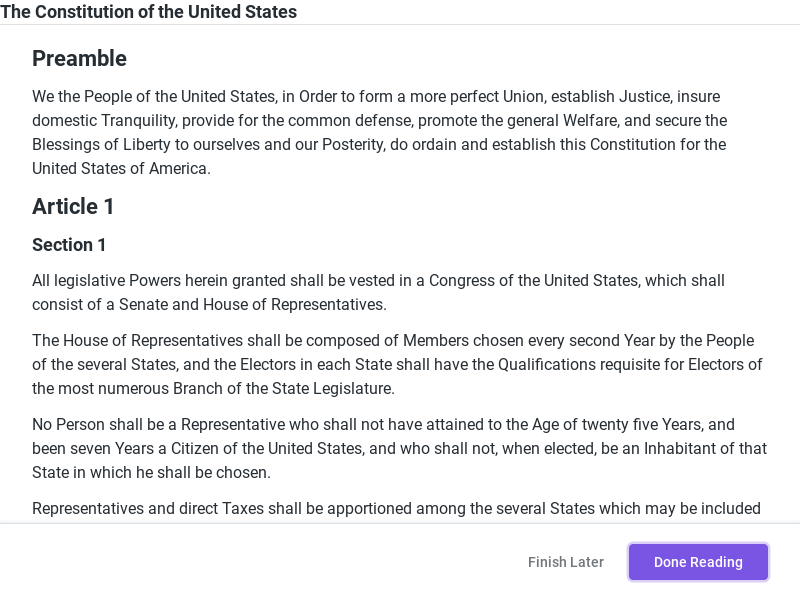 The Constitution of the United States
Preamble
We the People of the United States, in Order to form a more perfect Union, establish Justice, insure
domestic Tranquility, provide for the common defense, promote the general Welfare, and secure the
Blessings of Liberty to ourselves and our Posterity, do ordain and establish this Constitution for the
United States of America.
Article 1
Section 1
All legislative Powers herein granted shall be vested in a Congress of the United States, which shall
consist of a Senate and House of Representatives.
The House of Representatives shall be composed of Members chosen every second Year by the People
of the several States, and the Electors in each State shall have the Qualifications requisite for Electors of
the most numerous Branch of the State Legislature.
No Person shall be a Representative who shall not have attained to the Age of twenty five Years, and
been seven Years a Citizen of the United States, and who shall not, when elected, be an Inhabitant of that
State in which he shall be chosen.
Representatives and direct Taxes shall be apportioned among the several States which may be included
Finish Later
Done Reading